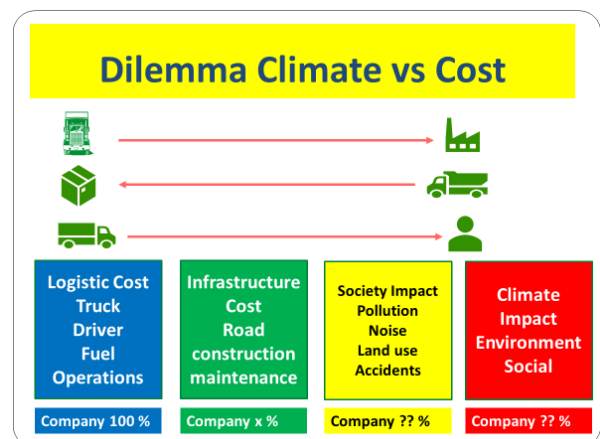 Dilemma Climate vs Cost
Logistic Cost
Truck
Driver
Fuel
Operations
Infrastructure
Cost
Road
construction
maintenance
Society Impact
Pollution
Noise
Land use
Accidents
Climate
Impact
Environment
Social
Company 100 %
Company x %
Company ?? %
Company ?? %